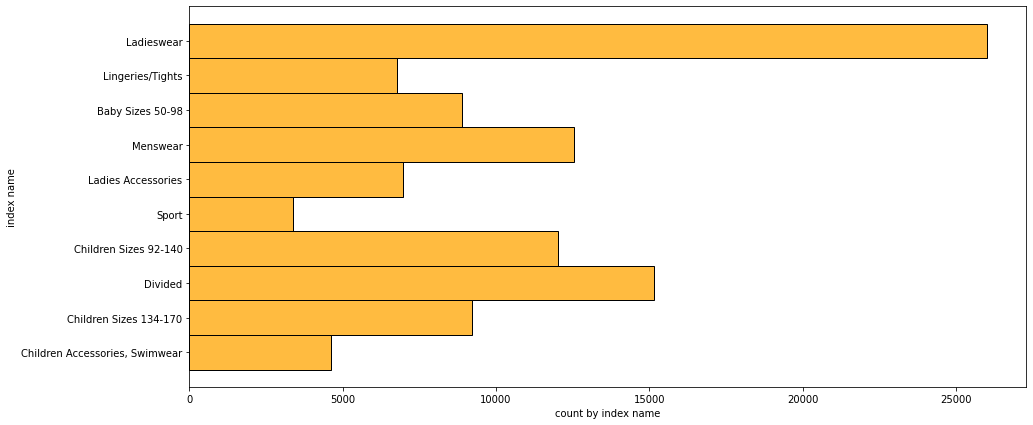 Ladieswear
Lingeries/Tights
Baby Sizes 50-98
Menswear
Ladies Accessories
Sport
Children Sizes 92-140
Divided
Children Sizes 134-170
Children Accessories, Swimwear
index name
0 5000 10000 15000 20000 25000
count by index name